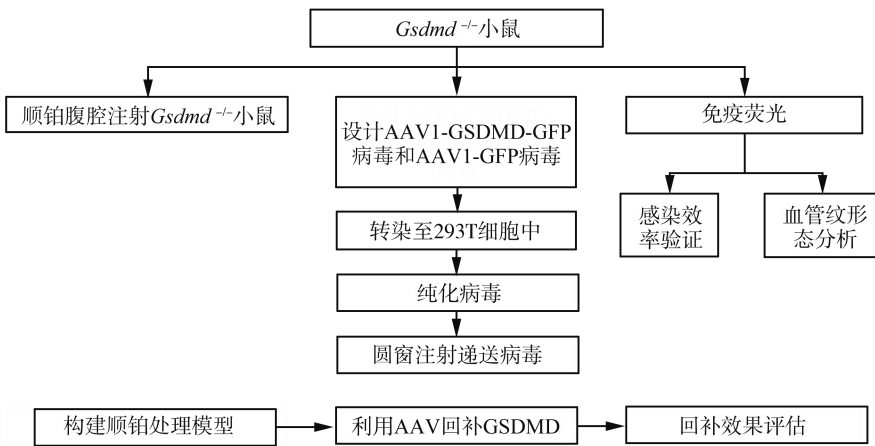 Gsdmd⁻/⁻小鼠
顺铂腹腔注射Gsdmd⁻/⁻小鼠
设计AAV1-GSDMD-GFP
病毒和AAV1-GFP病毒
免疫荧光
感染效
率验证
血管纹形
态分析
转染至293T细胞中
纯化病毒
圆窗注射递送病毒
构建顺铂处理模型
利用AAV回补GSDMD
回补效果评估